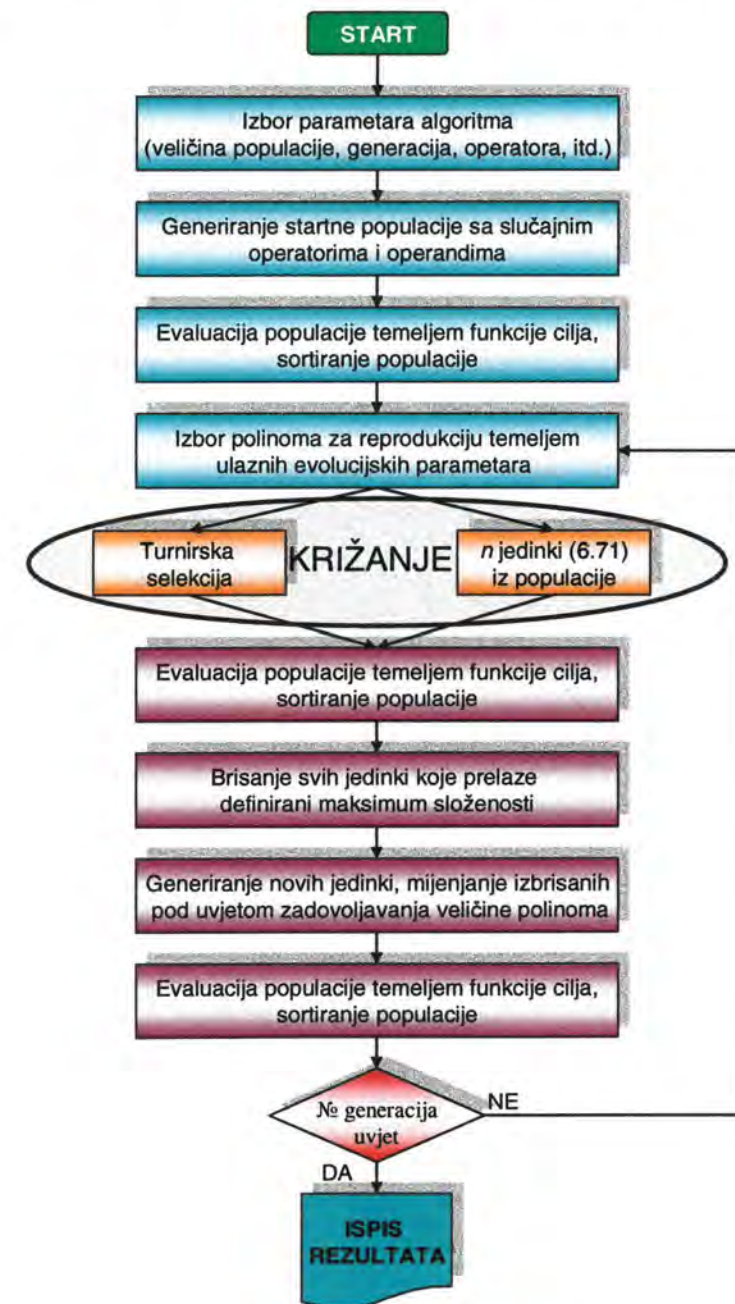 START
Izbor parametara algoritma
(veličina populacije, generacija, operatora, itd.)
Generiranje startne populacije sa slučajnim
operatorima i operandima
Evaluacija populacije temeljem funkcije cilja,
sortiranje populacije
Izbor polinoma za reprodukciju temeljem
ulaznih evolucijskih parametara
Turnirska
selekcija
KRIŽANJE
n jedinki (6.71)
iz populacije
Evaluacija populacije temeljem funkcije cilja,
sortiranje populacije
Brisanje svih jedinki koje prelaze
definirani maksimum složenosti
Generiranje novih jedinki, mijenjanje izbrisanih
pod uvjetom zadovoljavanja veličine polinoma
Evaluacija populacije temeljem funkcije cilja,
sortiranje populacije
№ generacija
uvjet
NE
DA
ISPIS
REZULTATA